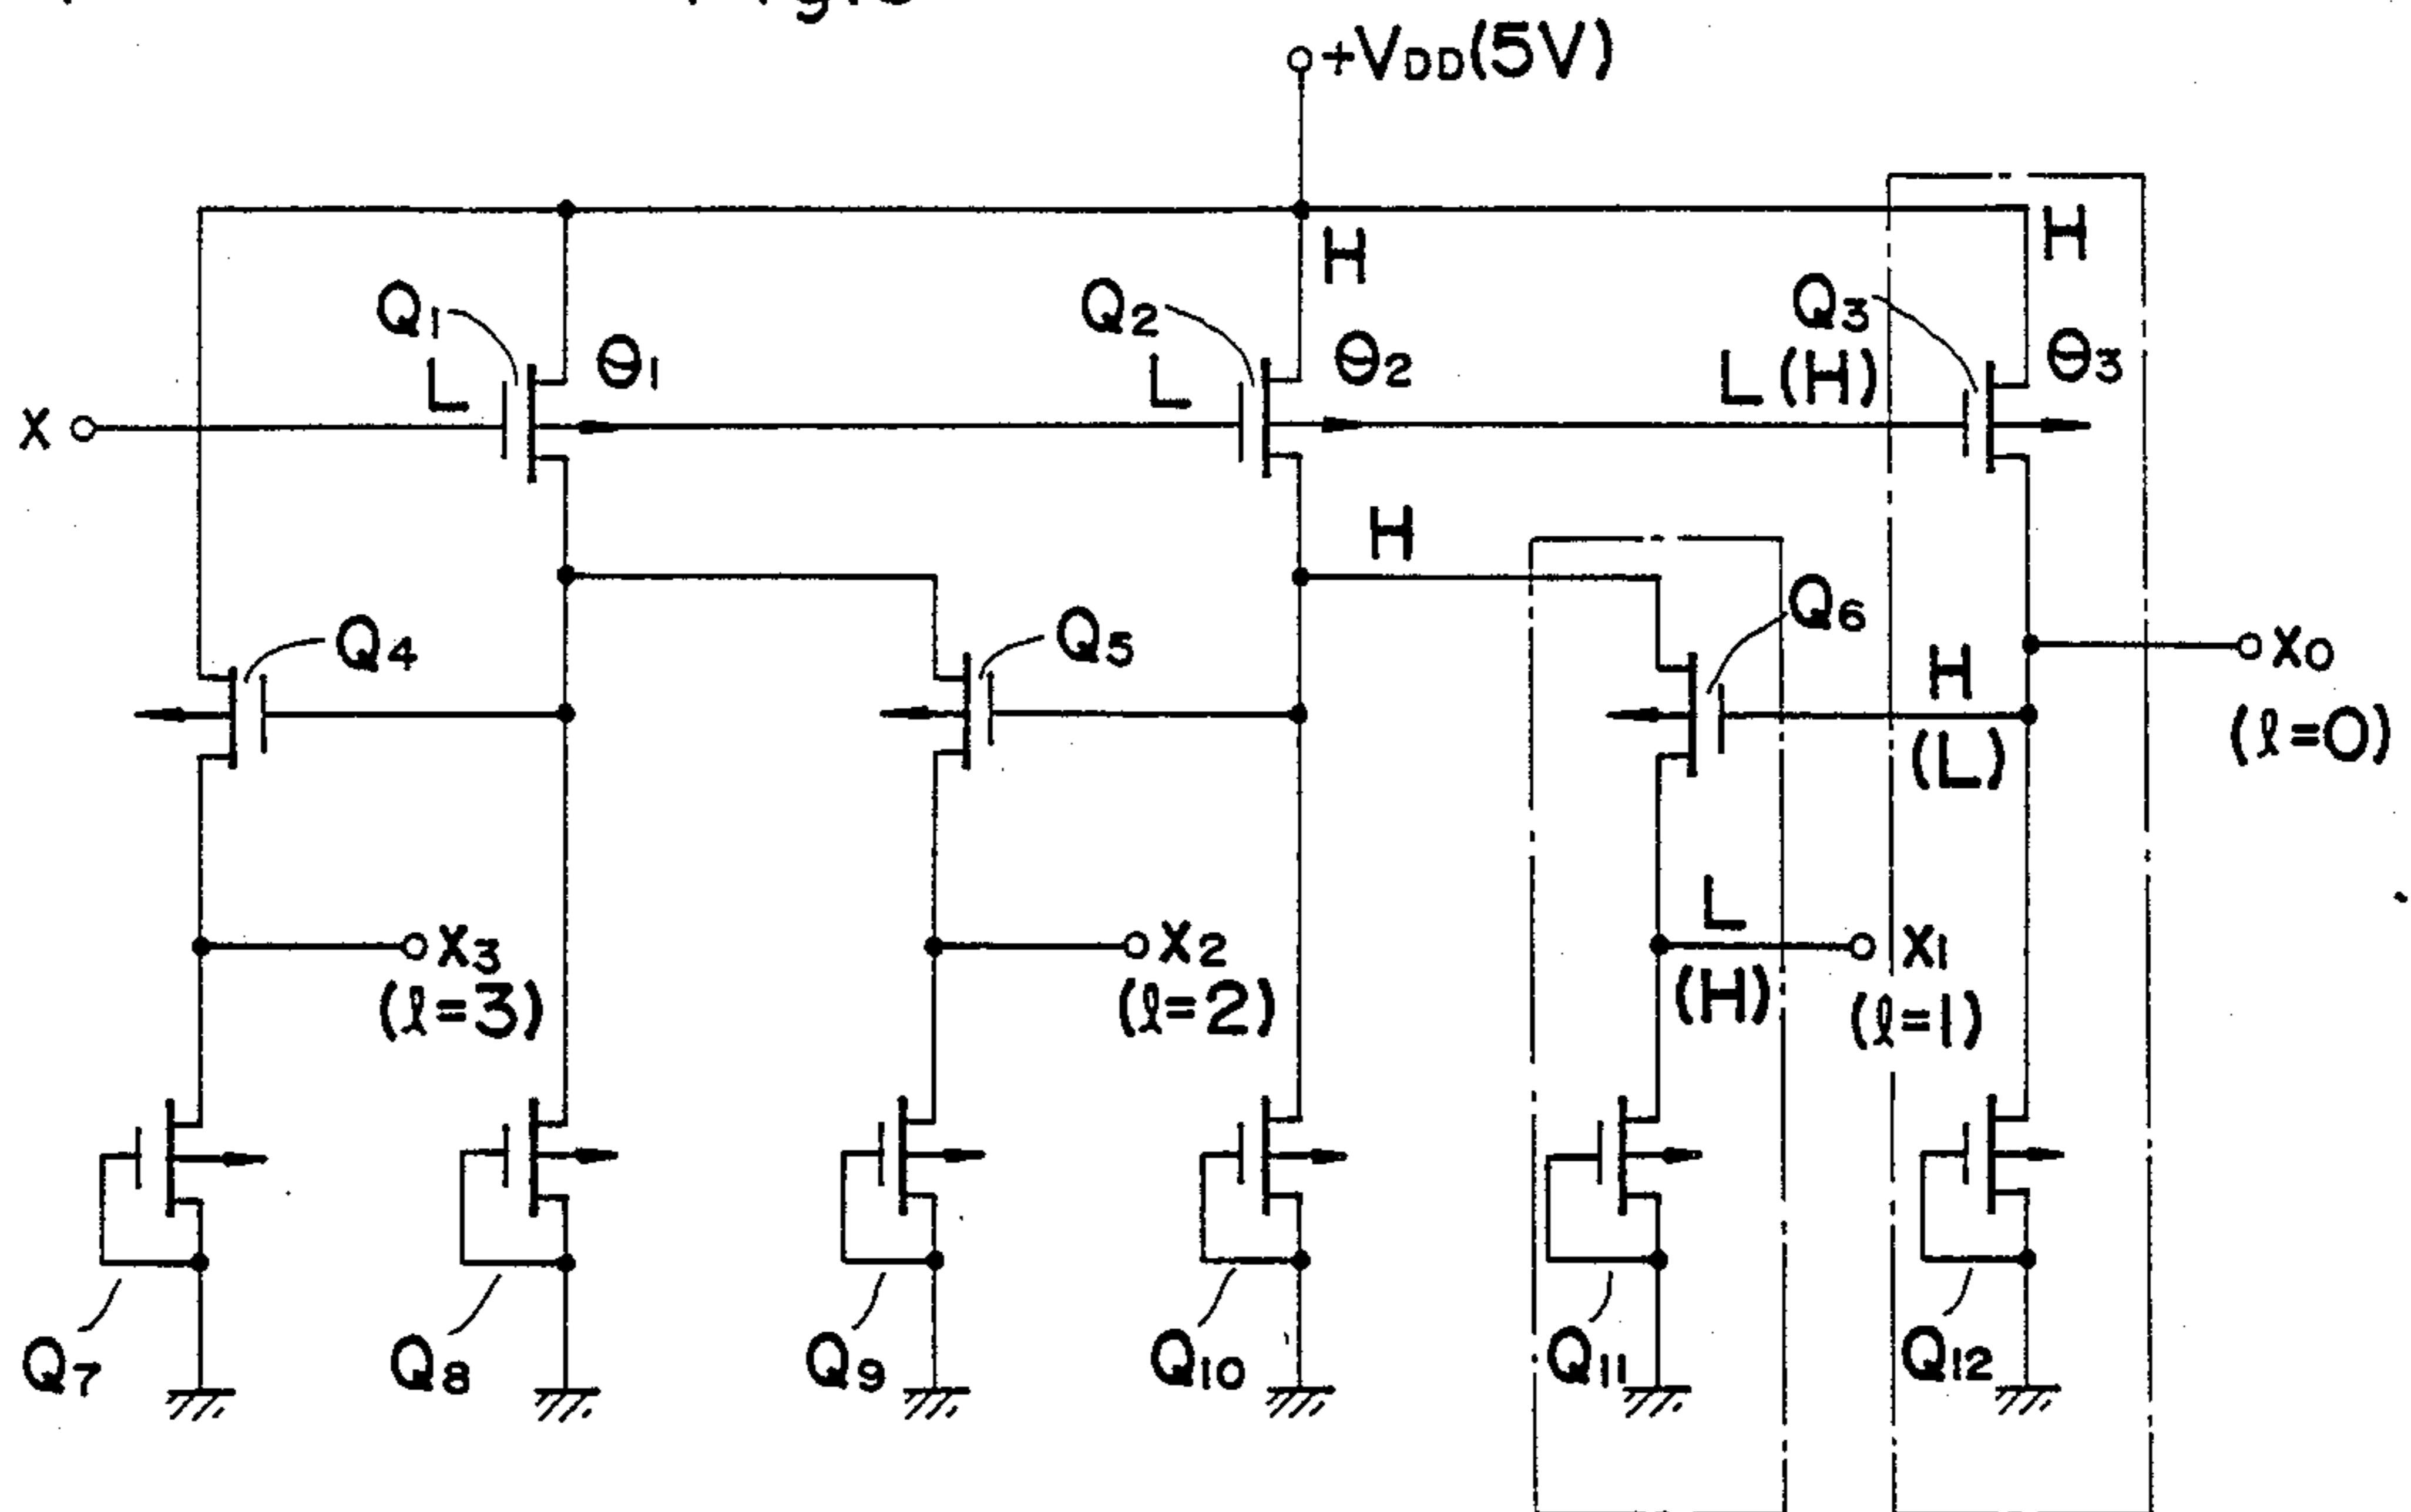 +VDD(5V)
H
H
Q1
Q2
Q3
L
θ1
L
θ2
L(H)
θ3
X
H
Q4
Q5
Q6
H
(L)
X0
(ℓ=0)
X3
(ℓ=3)
X2
(ℓ=2)
L
(H)
X1
(ℓ=1)
Q7
Q8
Q9
Q10
Q11
Q12